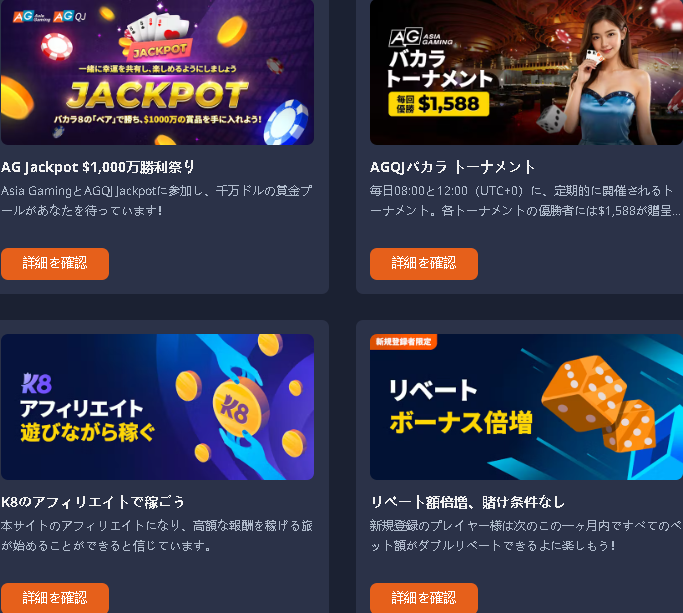 AG Asia Gaming AG QJ
JACKPOT
一緒に幸運を共有し、楽しめるようにしましょう
JACKPOT
バカラ8の「ペア」で勝ち、$1000万の賞品を手に入れよう!
AG Jackpot $1,000万勝利祭り
Asia GamingとAGQJ Jackpotに参加し、千万ドルの賞金プ
ールがあなたを待っています!
詳細を確認
AG ASIA GAMING
バカラ
トーナメント
毎回
優勝 $1,588
AGQJバカラ トーナメント
毎日08:00と12:00（UTC+0）に、定期的に開催されるト
ーナメント。各トーナメントの優勝者には$1,588が贈呈...
詳細を確認
K8
アフィリエイト
遊びながら稼ぐ
K8
K8のアフィリエイトで稼ごう
本サイトのアフィリエイトになり、高額な報酬を稼げる旅
が始めることができると信じています。
詳細を確認
新規登録者限定
リベート
ボーナス倍増
リベート額倍増、賭け条件なし
新規登録のプレイヤー様は次のこの一ヶ月内ですべてのベ
ット額がダブルリベートできるよに楽しもう!
詳細を確認